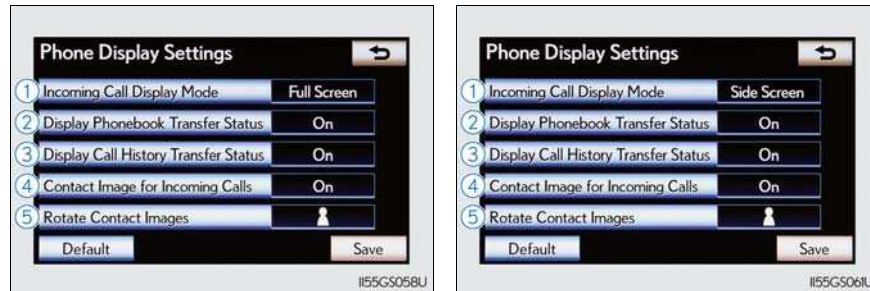 Phone Display Settings
1 Incoming Call Display Mode Full Screen
2 Display Phonebook Transfer Status On
3 Display Call History Transfer Status On
4 Contact Image for Incoming Calls On
5 Rotate Contact Images
Default Save
II55GS058U
Phone Display Settings
1 Incoming Call Display Mode Side Screen
2 Display Phonebook Transfer Status On
3 Display Call History Transfer Status On
4 Contact Image for Incoming Calls On
5 Rotate Contact Images
Default Save
II55GS061U